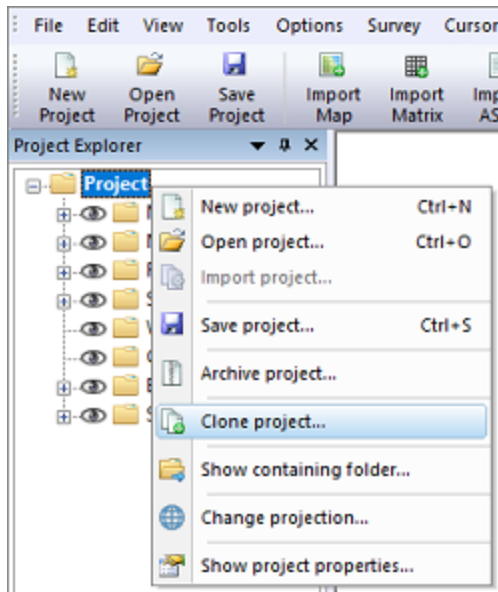 File Edit View Tools Options Survey Cursor
New Project Open Project Save Project Import Map Import Matrix
Project Explorer
Project
New project... Ctrl+N
Open project... Ctrl+O
Import project...
Save project... Ctrl+S
Archive project...
Clone project...
Show containing folder...
Change projection...
Show project properties...